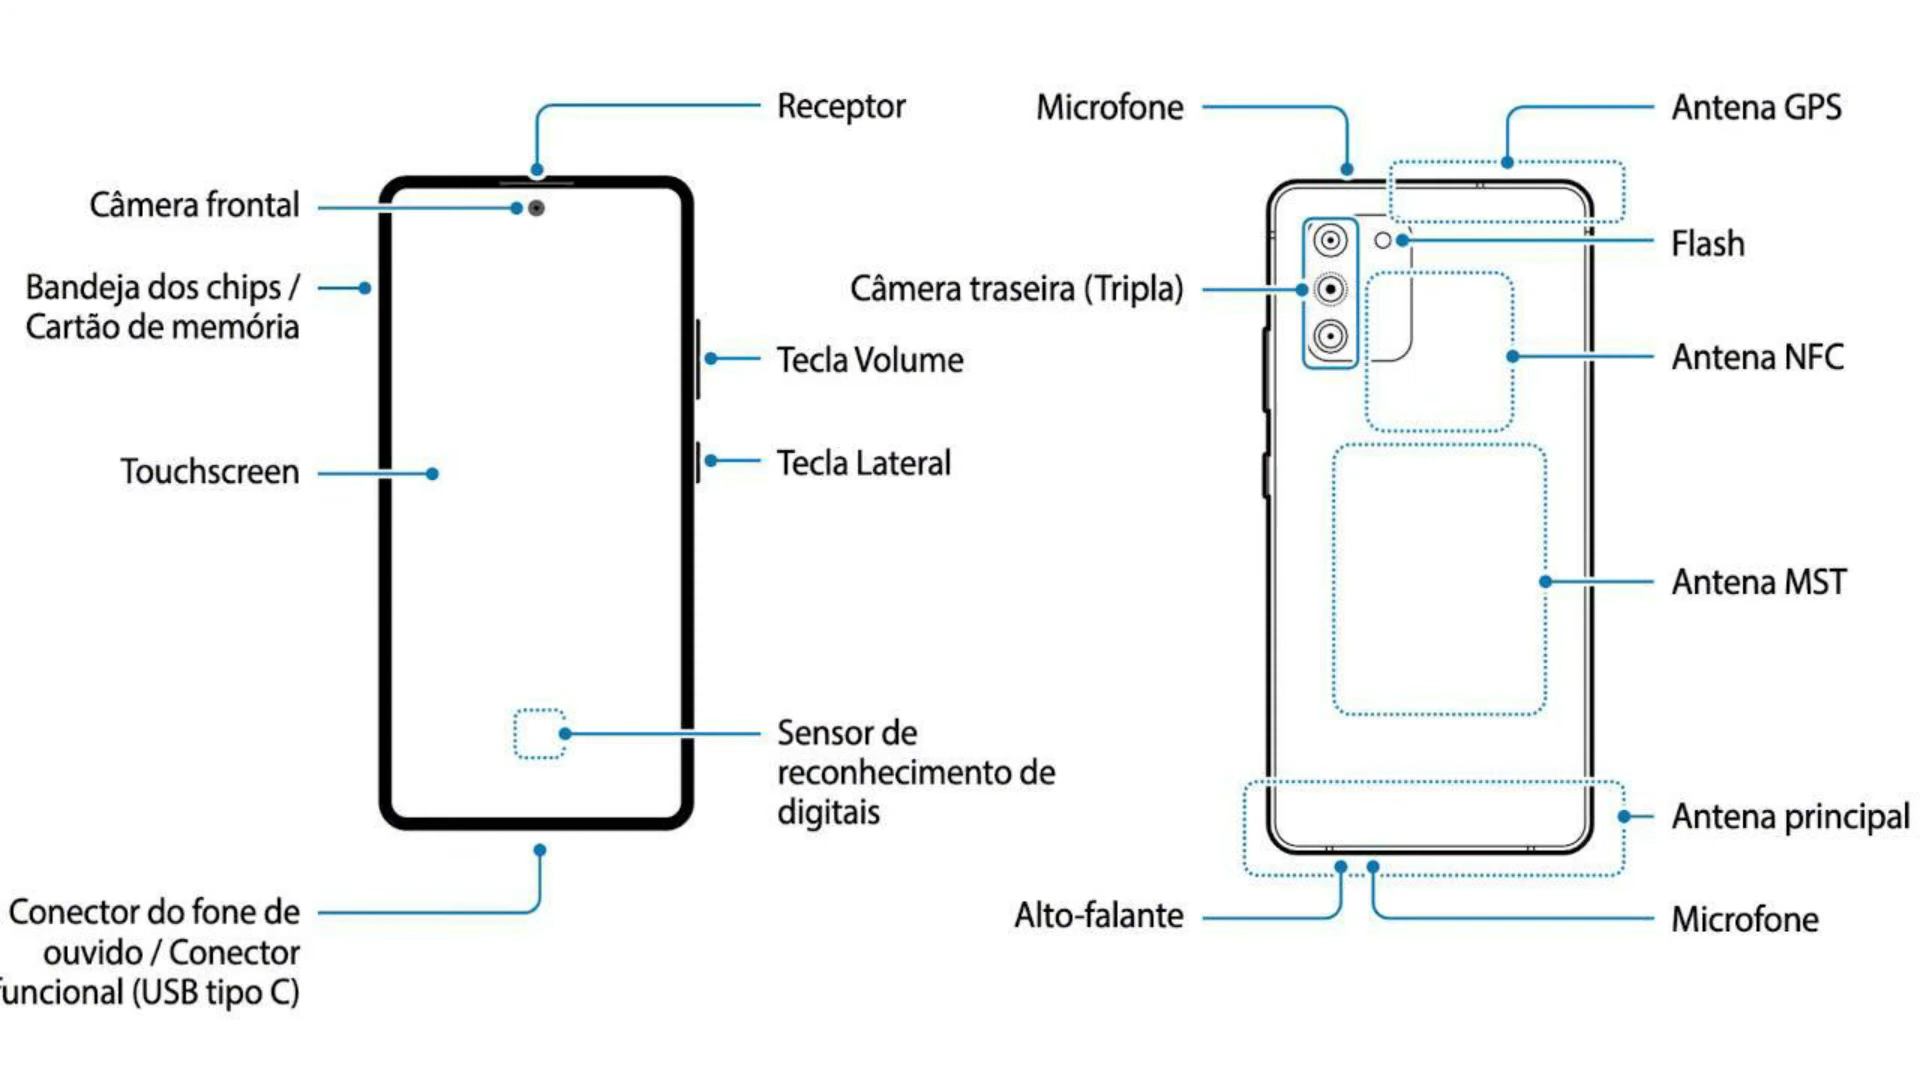 Receptor
Câmera frontal
Bandeja dos chips /
Cartão de memória
Tecla Volume
Touchscreen
Tecla Lateral
Sensor de
reconhecimento de
digitais
Conector do fone de
ouvido / Conector
funcional (USB tipo C)
Microfone
Antena GPS
Flash
Câmera traseira (Tripla)
Antena NFC
Antena MST
Antena principal
Alto-falante
Microfone